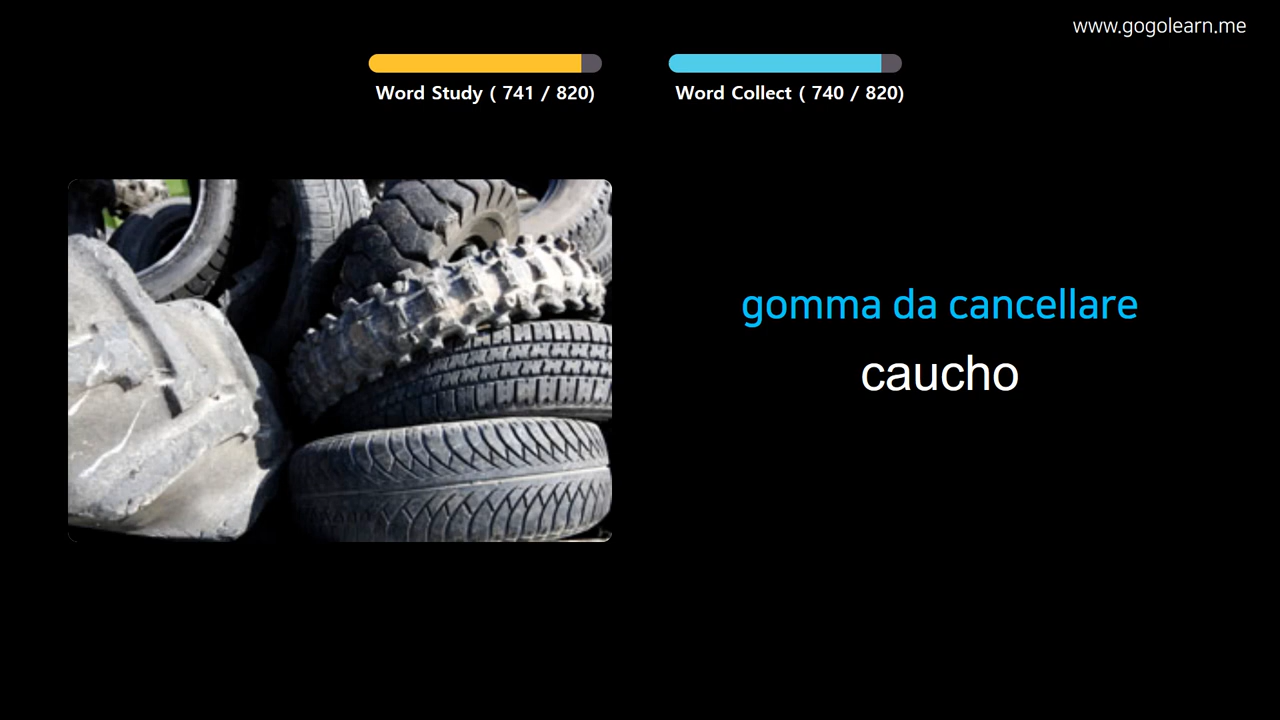 www.gogolearn.me
Word Study ( 741 / 820)
Word Collect ( 740 / 820)
gomma da cancellare
caucho